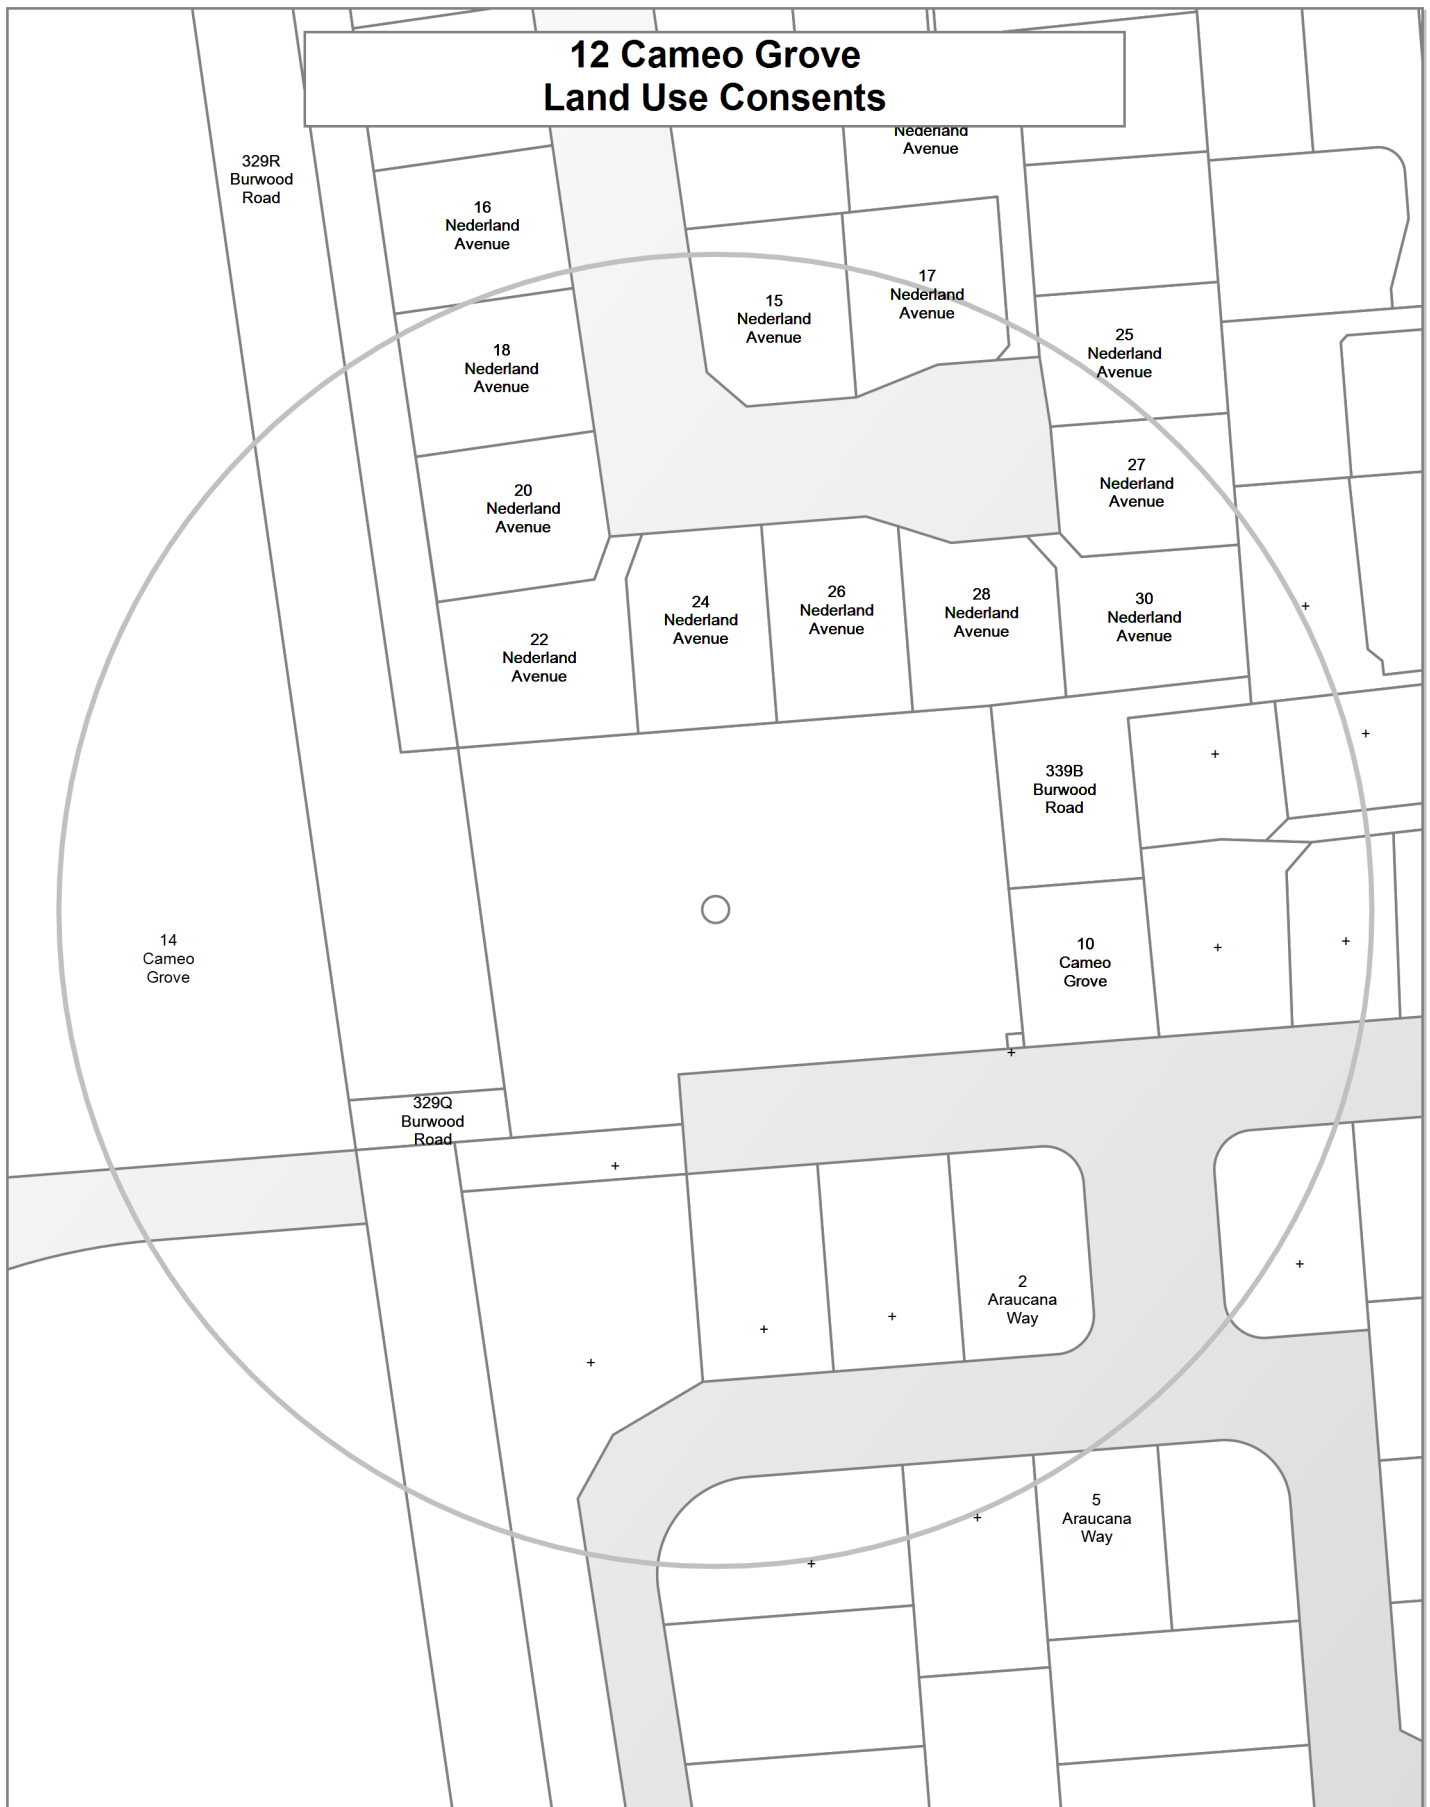 12 Cameo Grove
Land Use Consents
Nederland
Avenue
329R
Burwood
Road
16
Nederland
Avenue
15
Nederland
Avenue
17
Nederland
Avenue
25
Nederland
Avenue
18
Nederland
Avenue
27
Nederland
Avenue
20
Nederland
Avenue
24
Nederland
Avenue
26
Nederland
Avenue
28
Nederland
Avenue
30
Nederland
Avenue
22
Nederland
Avenue
339B
Burwood
Road
14
Cameo
Grove
10
Cameo
Grove
329Q
Burwood
Road
2
Araucana
Way
5
Araucana
Way